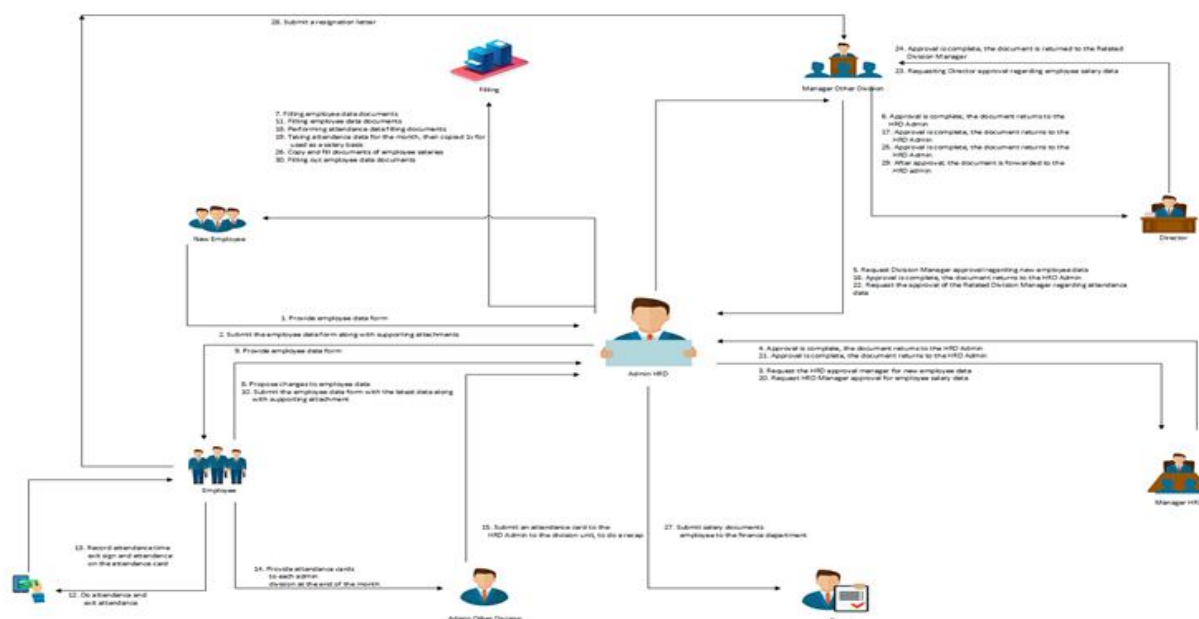 28. Submit a resignation letter
Filling
Manager Other Division
24. Approval is complete, the document is returned to the Related
Division Manager
23. Requesting Director approval regarding employee salary data
7. Filling employee data documents
11. Filling employee data documents
18. Performing attendance data filling documents
19. Taking attendance data for the month, then copied 1x for
used as a salary basis
26. Copy and fill documents of employee salaries
30. Filling out employee data documents
6. Approval is complete, the document returns to the
HRD Admin
17. Approval is complete, the document returns to the
HRD Admin
25. Approval is complete, the document returns to the
HRD Admin
29. After approval, the document is forwarded to the
HRD admin
New Employee
Director
5. Request Division Manager approval regarding new employee data
16. Approval is complete, the document returns to the HRD Admin
22. Request the approval of the Related Division Manager regarding attendance
data
1. Provide employee data form
2. Submit the employee data form along with supporting attachments
9. Provide employee data form
Admin HRD
4. Approval is complete, the document returns to the HRD Admin
21. Approval is complete, the document returns to the HRD Admin
3. Request the HRD approval manager for new employee data
20. Request HRD Manager approval for employee salary data
8. Propose changes to employee data
10. Submit the employee data form with the latest data along
with supporting attachment
Employee
Manager HR
15. Submit an attendance card to the
HRD Admin to the division unit, to do a recap
27. Submit salary documents
employee to the finance department
13. Record attendance time
exit sign and attendance
on the attendance card
14. Provide attendance cards
to each admin
division at the end of the month
12. Do attendance and
exit attendance
Admin Other Division